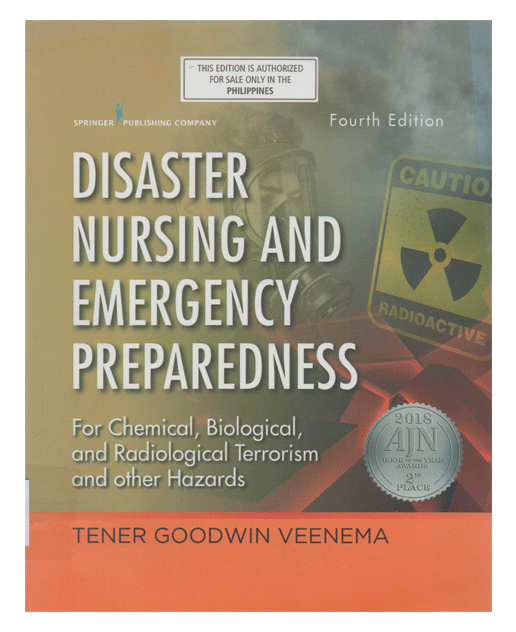 THIS EDITION IS AUTHORIZED
FOR SALE ONLY IN THE
PHILIPPINES
SPRINGER PUBLISHING COMPANY
Fourth Edition
DISASTER
NURSING AND
EMERGENCY
PREPAREDNESS
CAUTIO
RADIOACTIVE
For Chemical, Biological,
and Radiological Terrorism
and other Hazards
2018
AJN
BOOK OF THE YEAR
AWARDS
2ND
PLACE
TENER GOODWIN VEENEMA